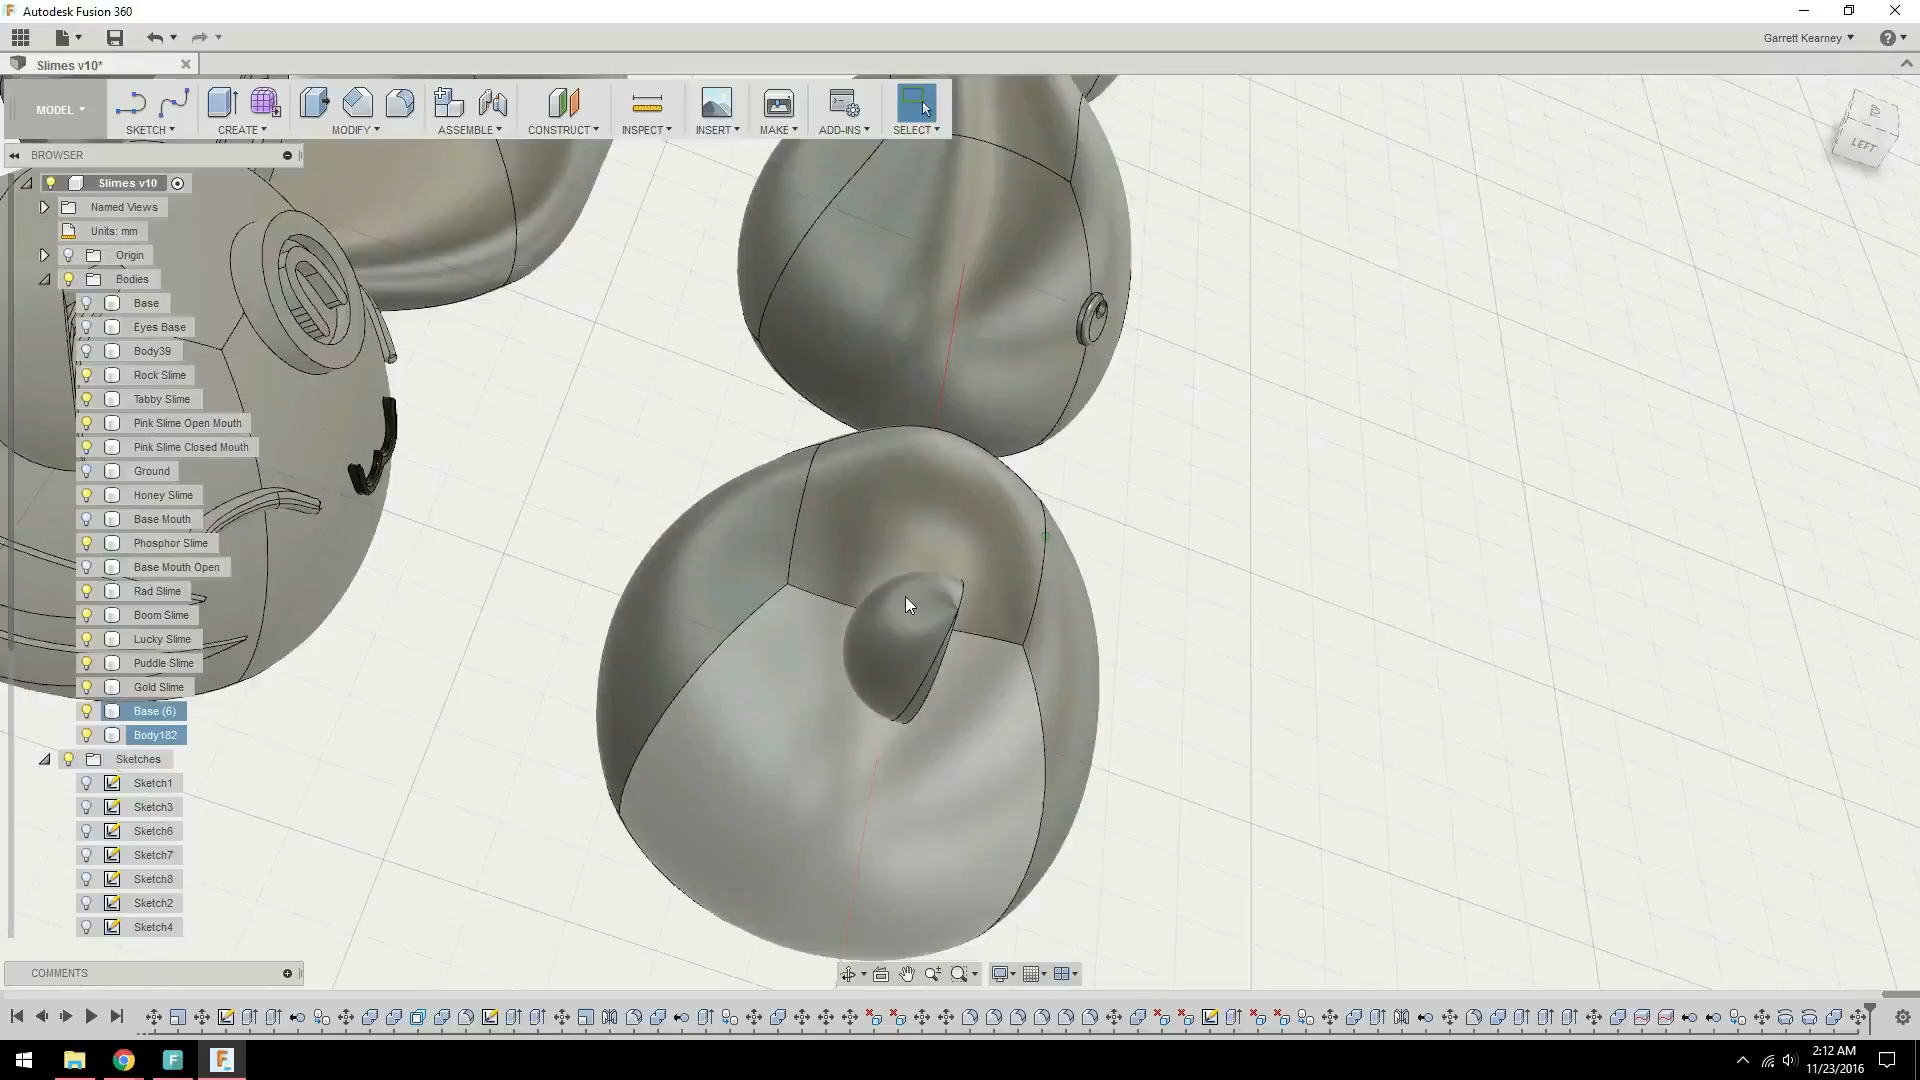 Autodesk Fusion 360
Garrett Kearney
Slimes v10*
MODEL
SKETCH
CREATE
MODIFY
ASSEMBLE
CONSTRUCT
INSPECT
INSERT
MAKE
ADD-INS
SELECT
LEFT
BROWSER
Slimes v10
Named Views
Units: mm
Origin
Bodies
Base
Eyes Base
Body39
Rock Slime
Tabby Slime
Pink Slime Open Mouth
Pink Slime Closed Mouth
Ground
Honey Slime
Base Mouth
Phosphor Slime
Base Mouth Open
Rad Slime
Boom Slime
Lucky Slime
Puddle Slime
Gold Slime
Base (6)
Body182
Sketches
Sketch1
Sketch3
Sketch6
Sketch7
Sketch8
Sketch2
Sketch4
COMMENTS
2:12 AM
11/23/2016